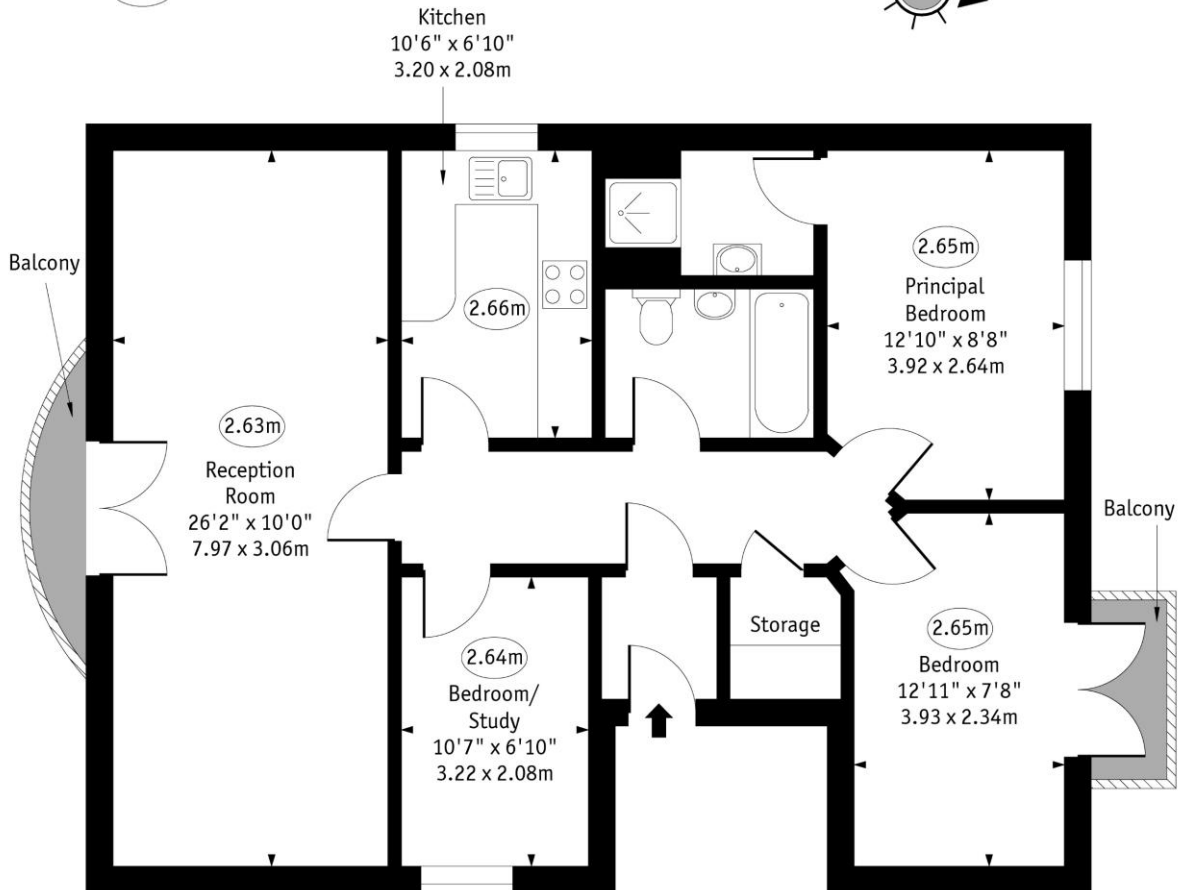 Kitchen
10'6" x 6'10"
3.20 x 2.08m
Balcony
2.66m
2.65m
Principal
Bedroom
12'10" x 8'8"
3.92 x 2.64m
2.63m
Reception
Room
26'2" x 10'0"
7.97 x 3.06m
Balcony
Storage
2.64m
Bedroom/
Study
10'7" x 6'10"
3.22 x 2.08m
2.65m
Bedroom
12'11" x 7'8"
3.93 x 2.34m